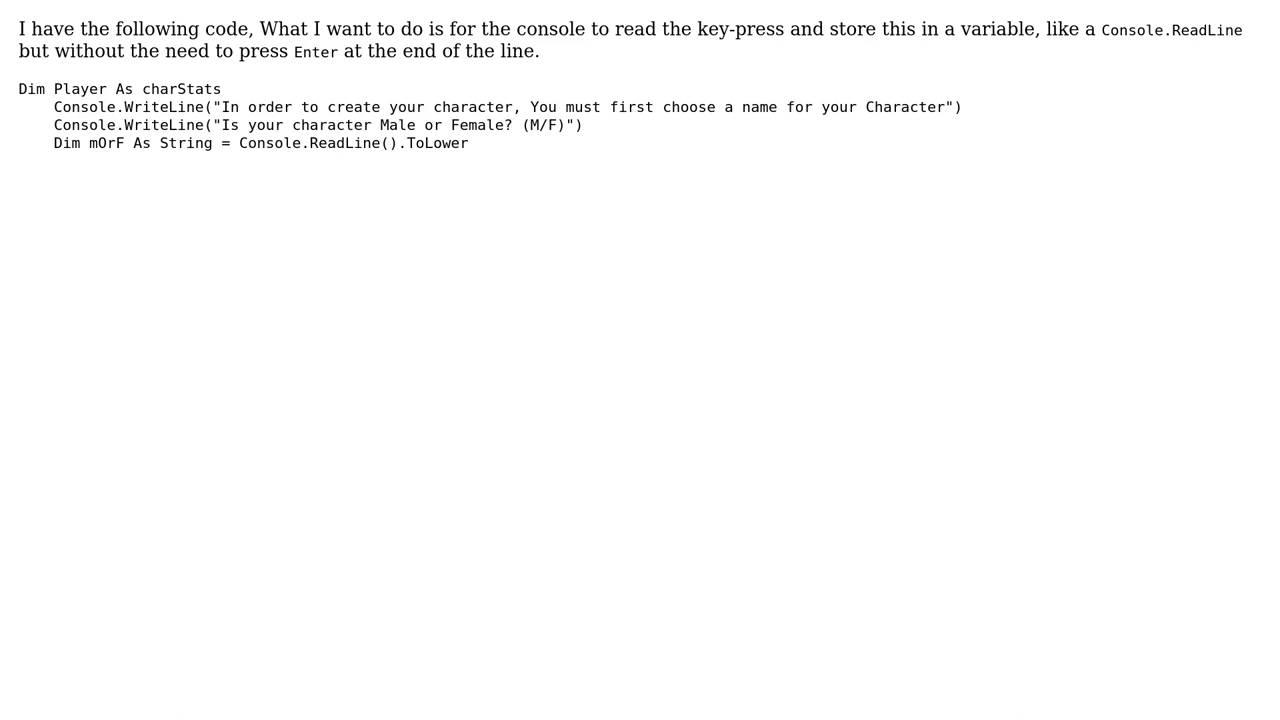 I have the following code, What I want to do is for the console to read the key-press and store this in a variable, like a Console.ReadLine
but without the need to press Enter at the end of the line.
Dim Player As charStats
    Console.WriteLine("In order to create your character, You must first choose a name for your Character")
    Console.WriteLine("Is your character Male or Female? (M/F)")
    Dim mOrF As String = Console.ReadLine().ToLower